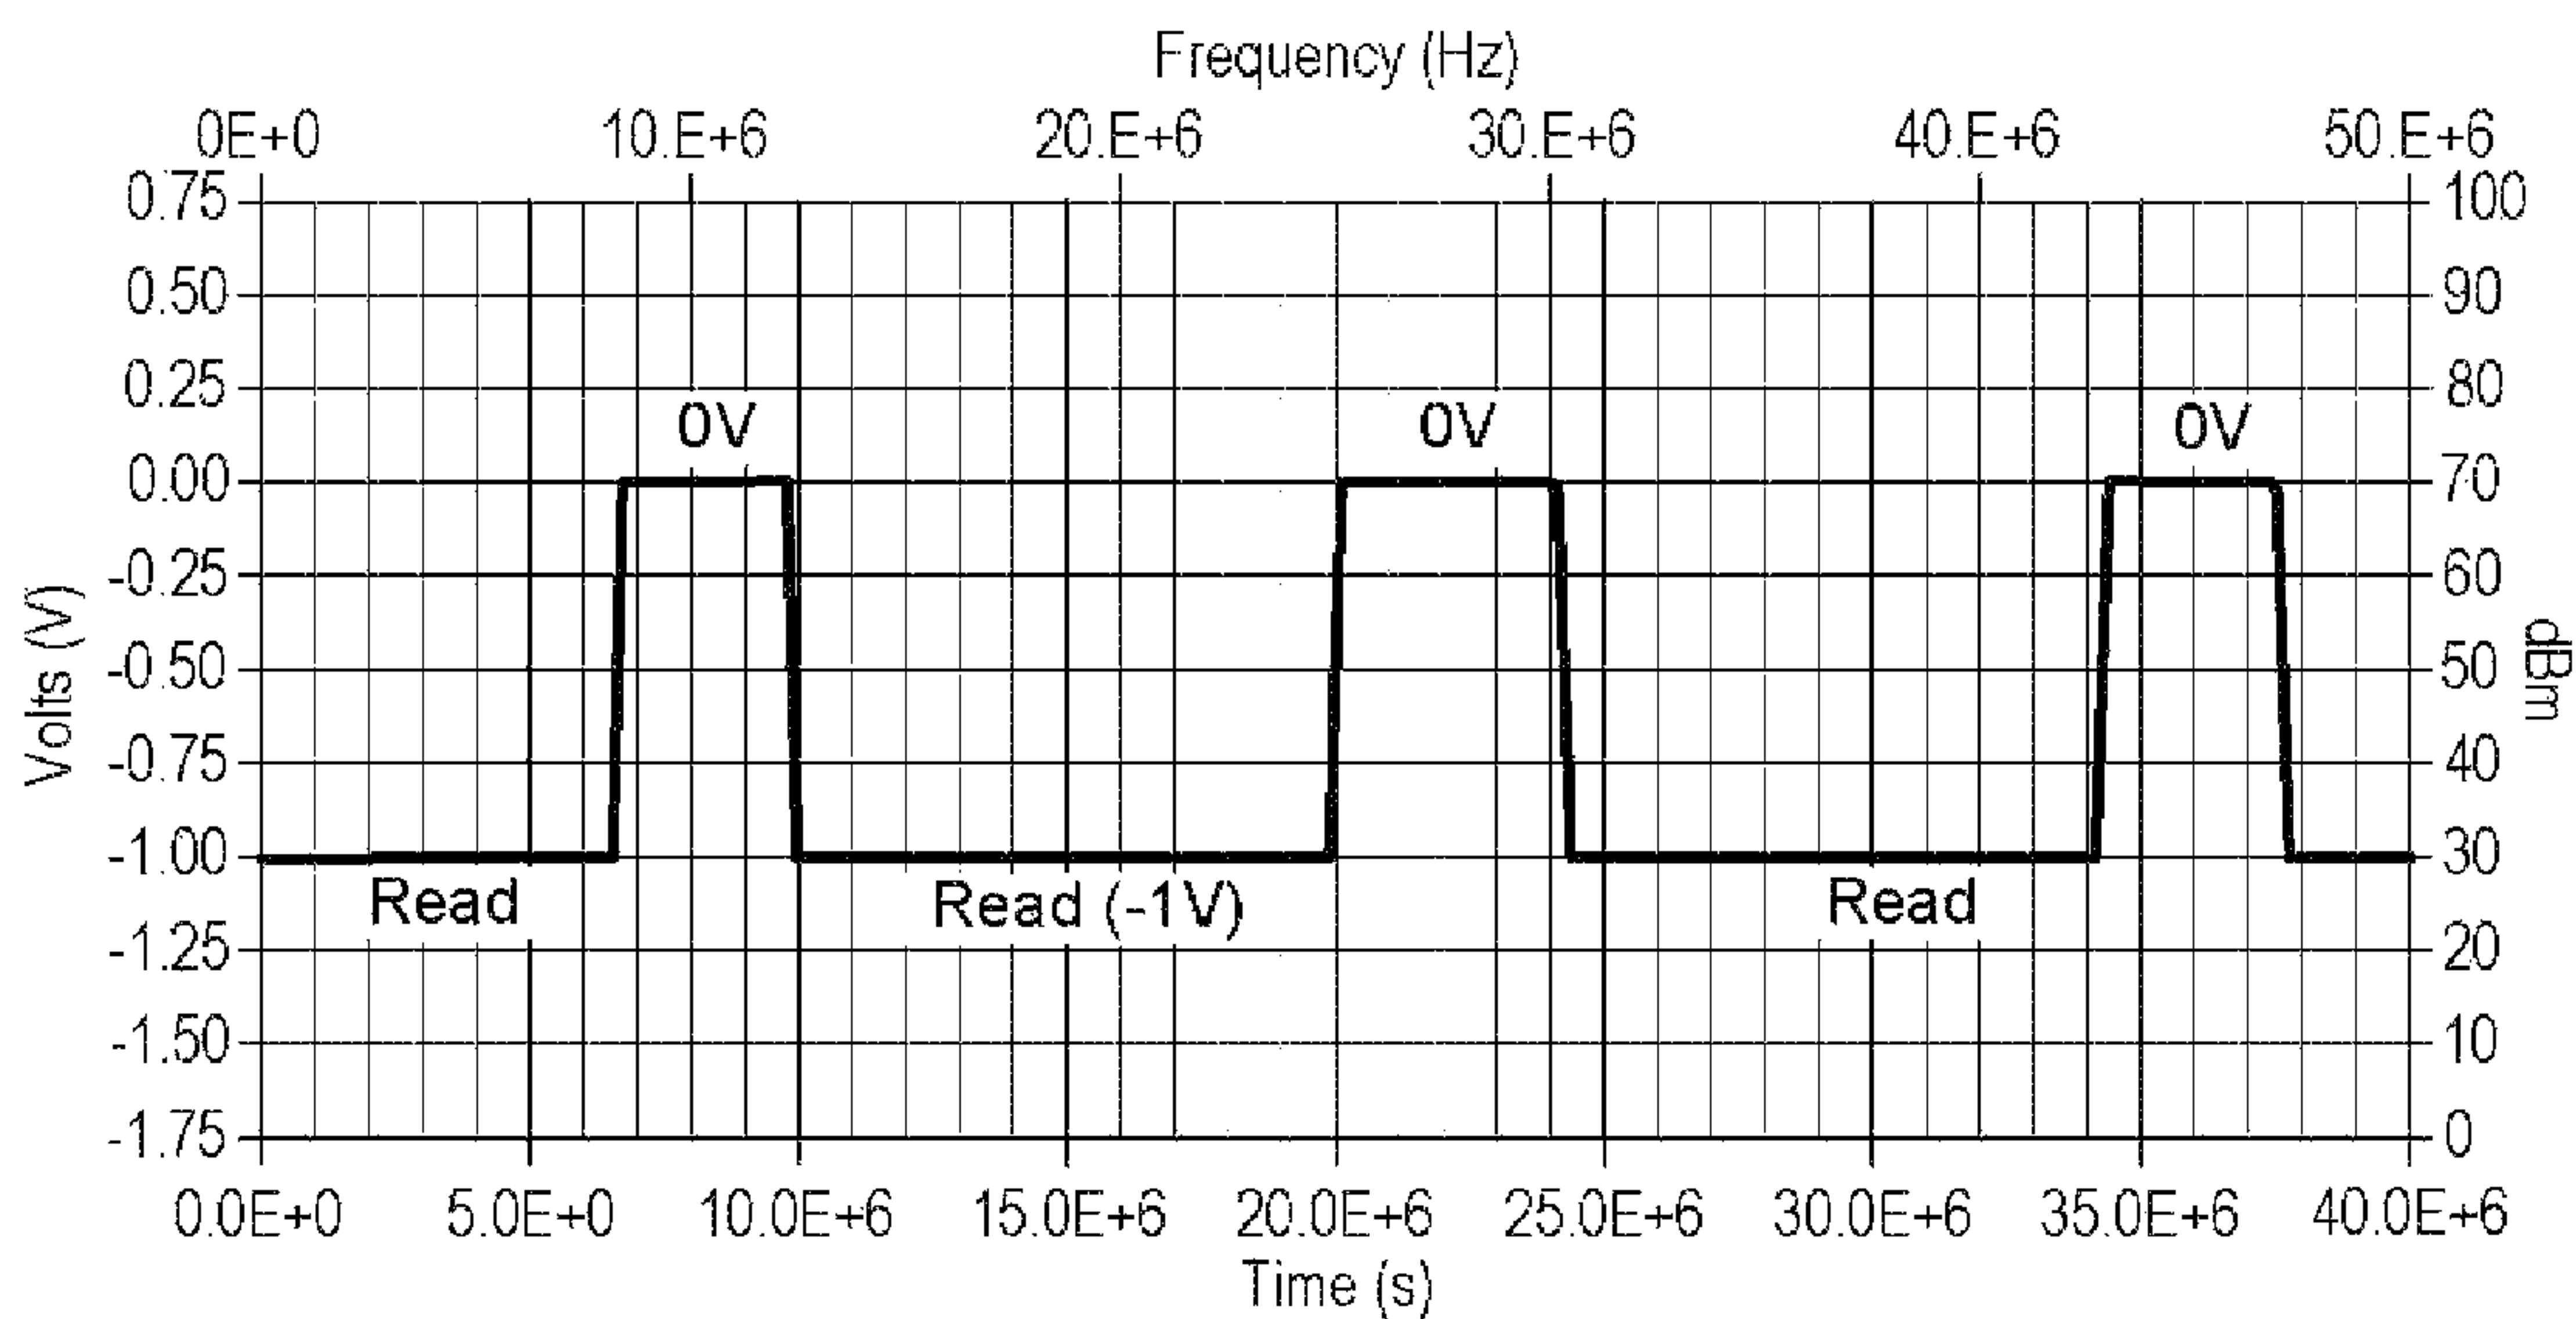 Frequency (Hz)
0E+0 10.E+6 20.E+6 30.E+6 40.E+6 50.E+6
0.75 100
0.50 90
0.25 80
0V 0V 0V
0.00 70
-0.25 60
Volts (V)
-0.50 50
dBm
-0.75 40
-1.00 30
Read Read (-1V) Read
-1.25 20
-1.50 10
-1.75 0
0.0E+0 5.0E+0 10.0E+6 15.0E+6 20.0E+6 25.0E+6 30.0E+6 35.0E+6 40.0E+6
Time (s)